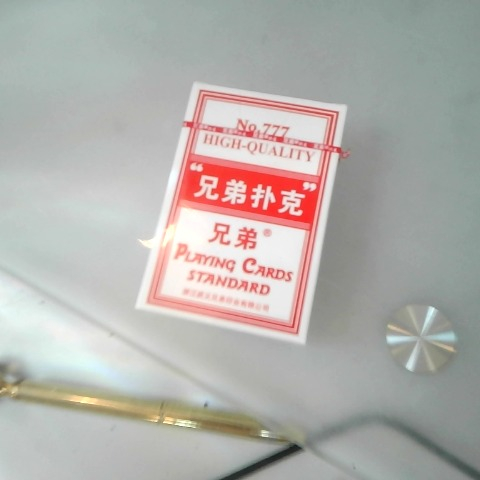 No.777
HIGH-QUALITY
“兄弟扑克”
兄弟®
PLAYING CARDS
STANDARD